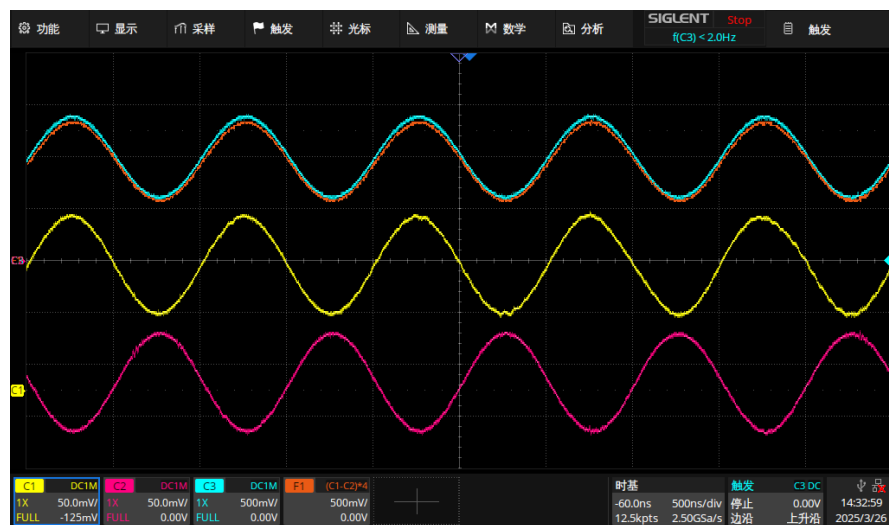 功能 显示 采样 触发 光标 测量 数学 分析 SIGLENT Stop 触发
f(C3) < 2.0Hz
C1
C1 DC1M C2 DC1M C3 DC1M F1 (C1-C2)*4 时基 触发 C3 DC
1X 50.0mV/ 1X 50.0mV/ 1X 500mV/ 500mV/ -60.0ns 500ns/div 停止 0.00V 14:32:59
FULL -125mV FULL 0.00V FULL 0.00V 0.00V 12.5kpts 2.50GSa/s 边沿 上升沿